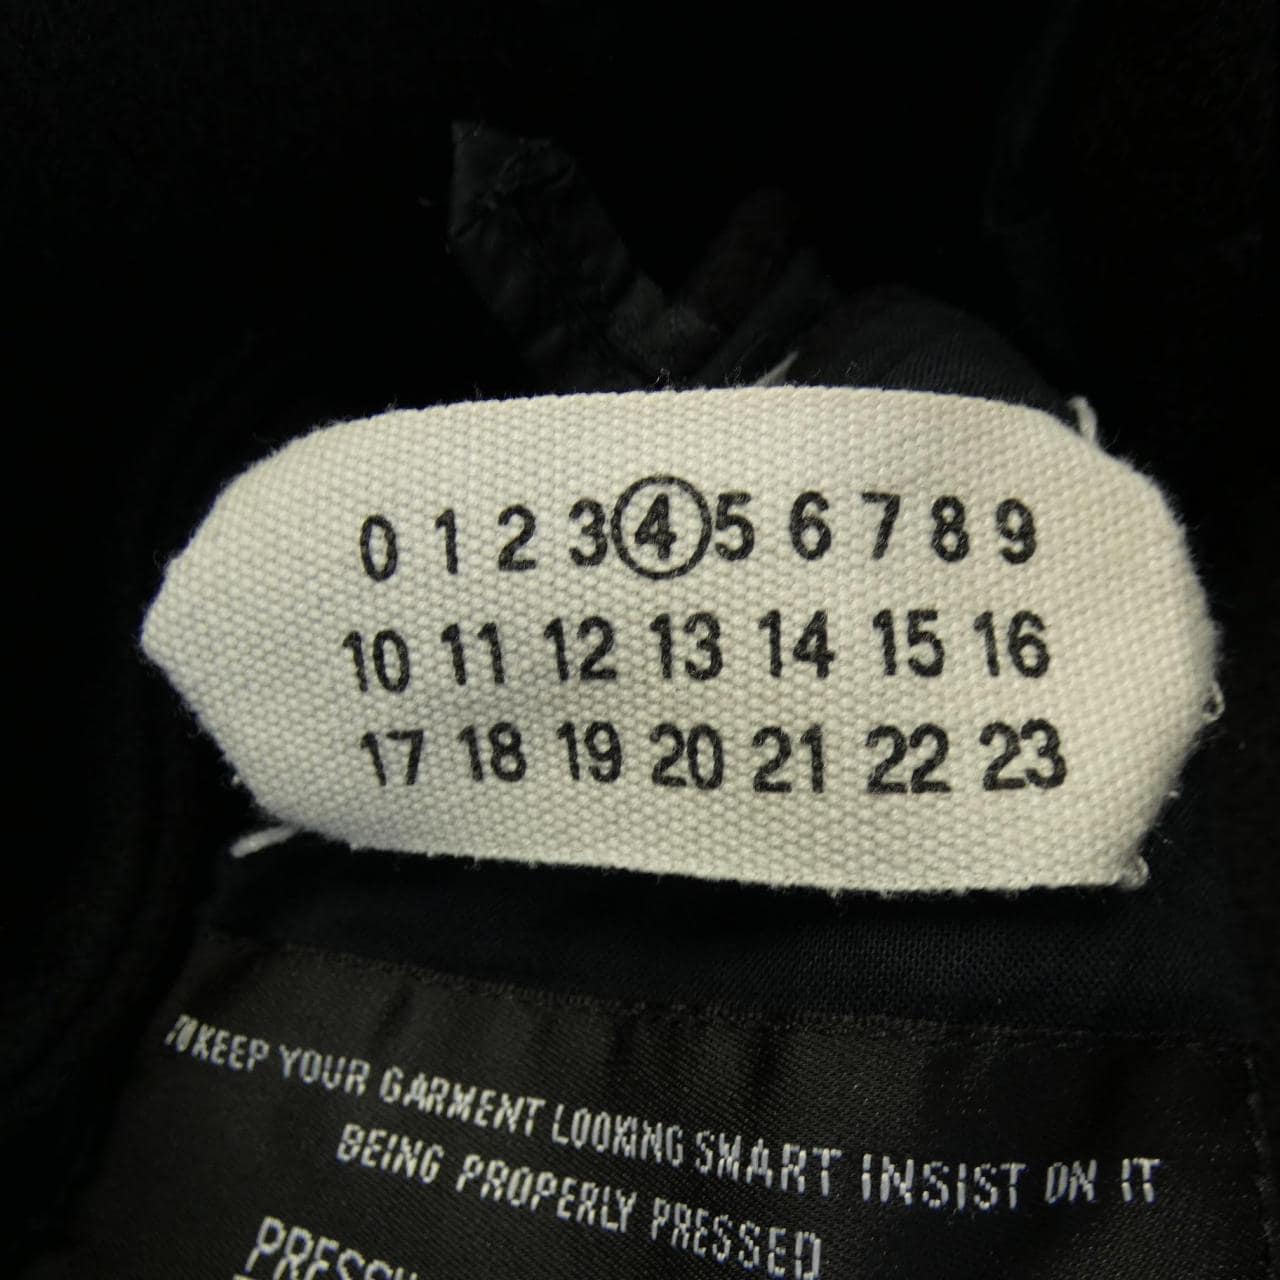 0 1 2 3 4 5 6 7 8 9
10 11 12 13 14 15 16
17 18 19 20 21 22 23
TO KEEP YOUR GARMENT LOOKING SMART INSIST ON IT
BEING PROPERLY PRESSED